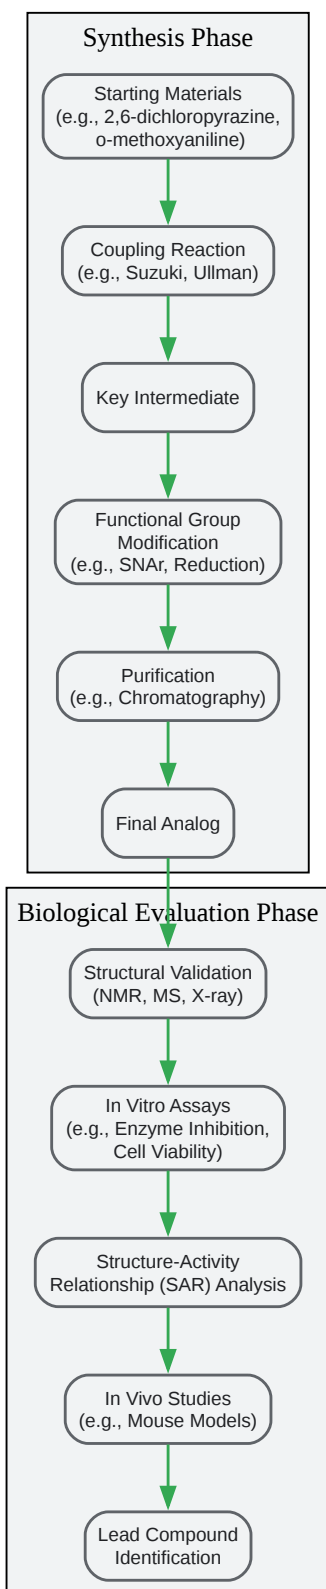 Synthesis Phase
Starting Materials
(e.g., 2,6-dichloropyrazine,
o-methoxyaniline)
Coupling Reaction
(e.g., Suzuki, Ullman)
Key Intermediate
Functional Group
Modification
(e.g., SNAr, Reduction)
Purification
(e.g., Chromatography)
Final Analog
Biological Evaluation Phase
Structural Validation
(NMR, MS, X-ray)
In Vitro Assays
(e.g., Enzyme Inhibition,
Cell Viability)
Structure-Activity
Relationship (SAR) Analysis
In Vivo Studies
(e.g., Mouse Models)
Lead Compound
Identification